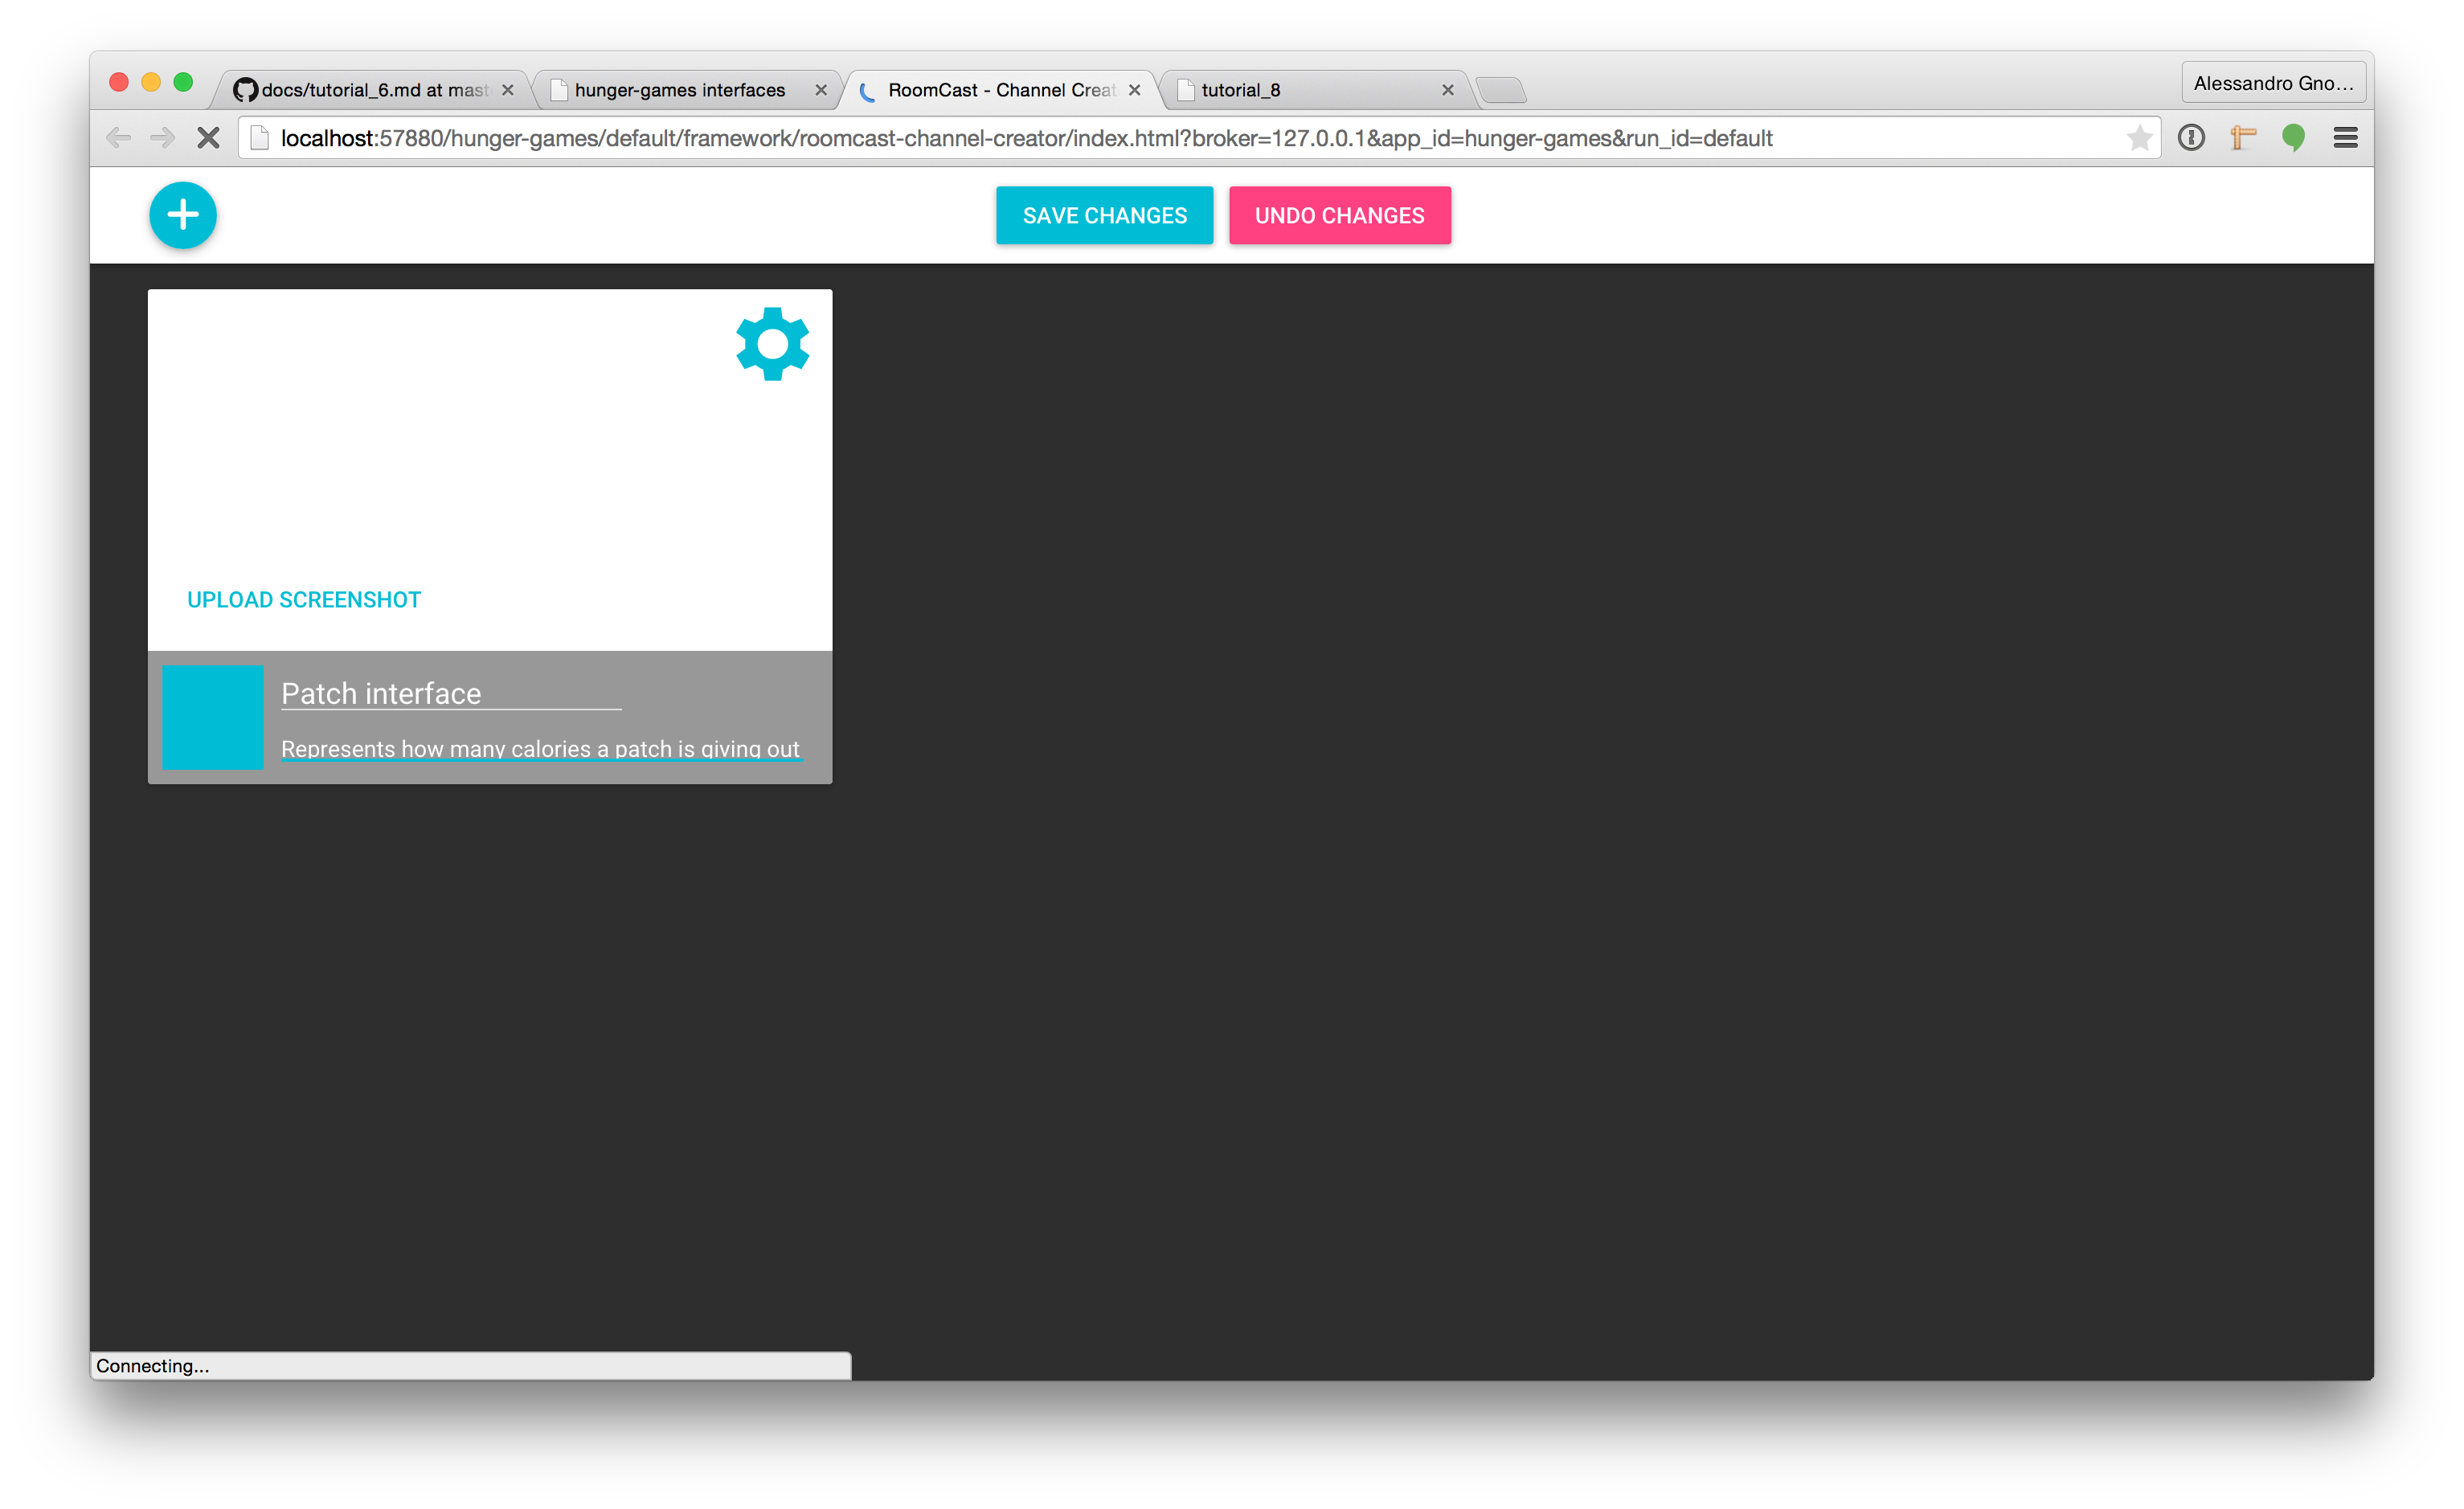 docs/tutorial_6.md at mast
hunger-games interfaces
RoomCast - Channel Creat
tutorial_8
Alessandro Gno...
localhost:57880/hunger-games/default/framework/roomcast-channel-creator/index.html?broker=127.0.0.1&app_id=hunger-games&run_id=default
SAVE CHANGES
UNDO CHANGES
UPLOAD SCREENSHOT
Patch interface
Represents how many calories a patch is giving out
Connecting...